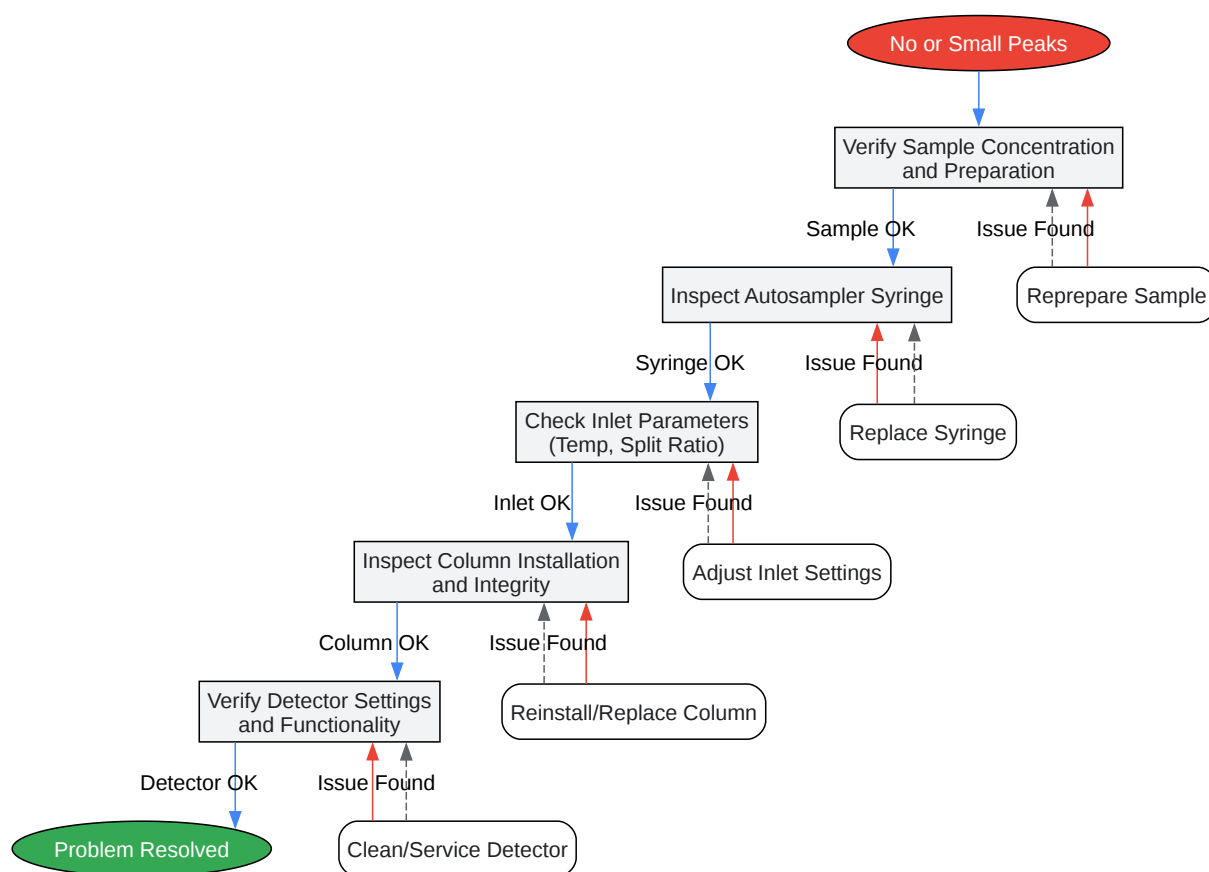 No or Small Peaks
Verify Sample Concentration
and Preparation
Sample OK
Issue Found
Inspect Autosampler Syringe
Reprepare Sample
Syringe OK
Issue Found
Check Inlet Parameters
(Temp, Split Ratio)
Replace Syringe
Inlet OK
Issue Found
Inspect Column Installation
and Integrity
Adjust Inlet Settings
Column OK
Issue Found
Verify Detector Settings
and Functionality
Reinstall/Replace Column
Detector OK
Issue Found
Problem Resolved
Clean/Service Detector